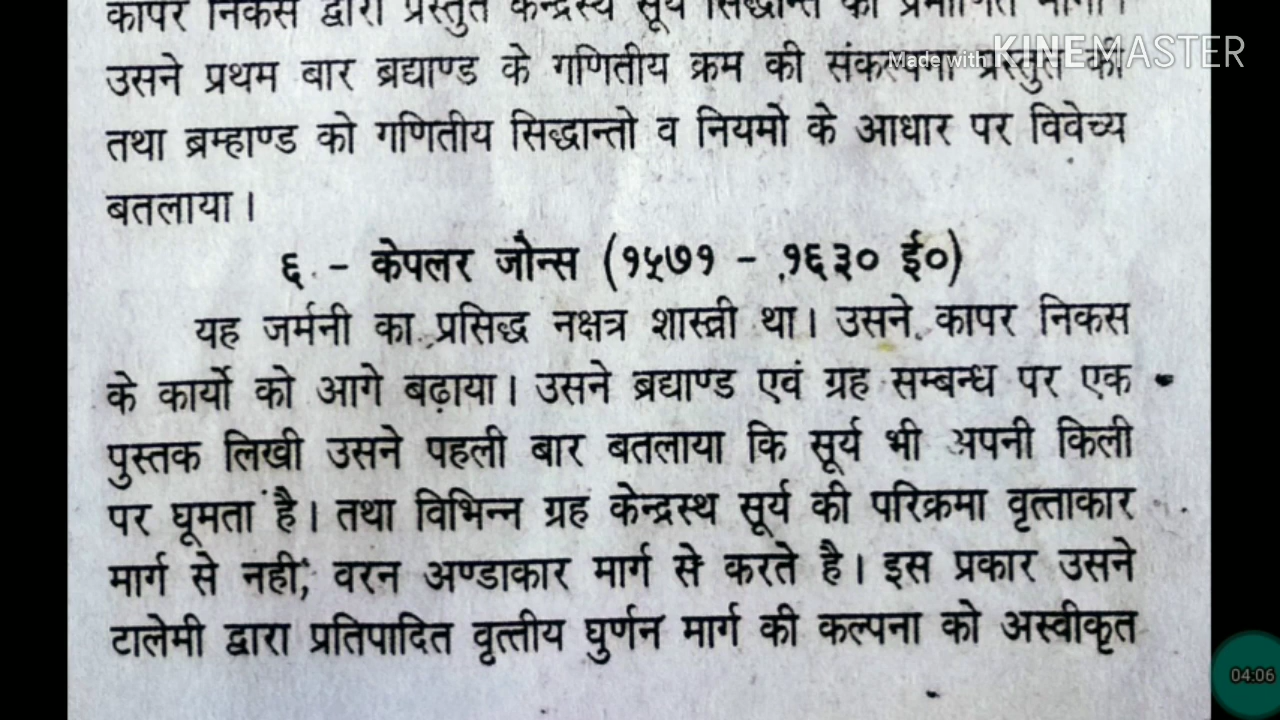 कापर निकस द्वारा प्रस्तुत केन्द्रस्थ सूर्य सिद्धान्त को प्रमाणित माना।
Made with KINEMASTER
उसने प्रथम बार ब्रद्याण्ड के गणितीय क्रम की संकल्पना प्रस्तुत की
तथा ब्रम्हाण्ड को गणितीय सिद्धान्तो व नियमो के आधार पर विवेच्य
बतलाया।
६ - केपलर जोन्स (१५७१ - १६३० ई०)
यह जर्मनी का प्रसिद्ध नक्षत्र शास्त्री था। उसने कापर निकस
के कार्यो को आगे बढ़ाया। उसने ब्रद्याण्ड एवं ग्रह सम्बन्ध पर एक
पुस्तक लिखी उसने पहली बार बतलाया कि सूर्य भी अपनी किली
पर घूमता है। तथा विभिन्न ग्रह केन्द्रस्थ सूर्य की परिक्रमा वृत्ताकार
मार्ग से नही, वरन अण्डाकार मार्ग से करते है। इस प्रकार उसने
टालेमी द्वारा प्रतिपादित वृत्तीय घुर्णन मार्ग की कल्पना को अस्वीकृत
04:06